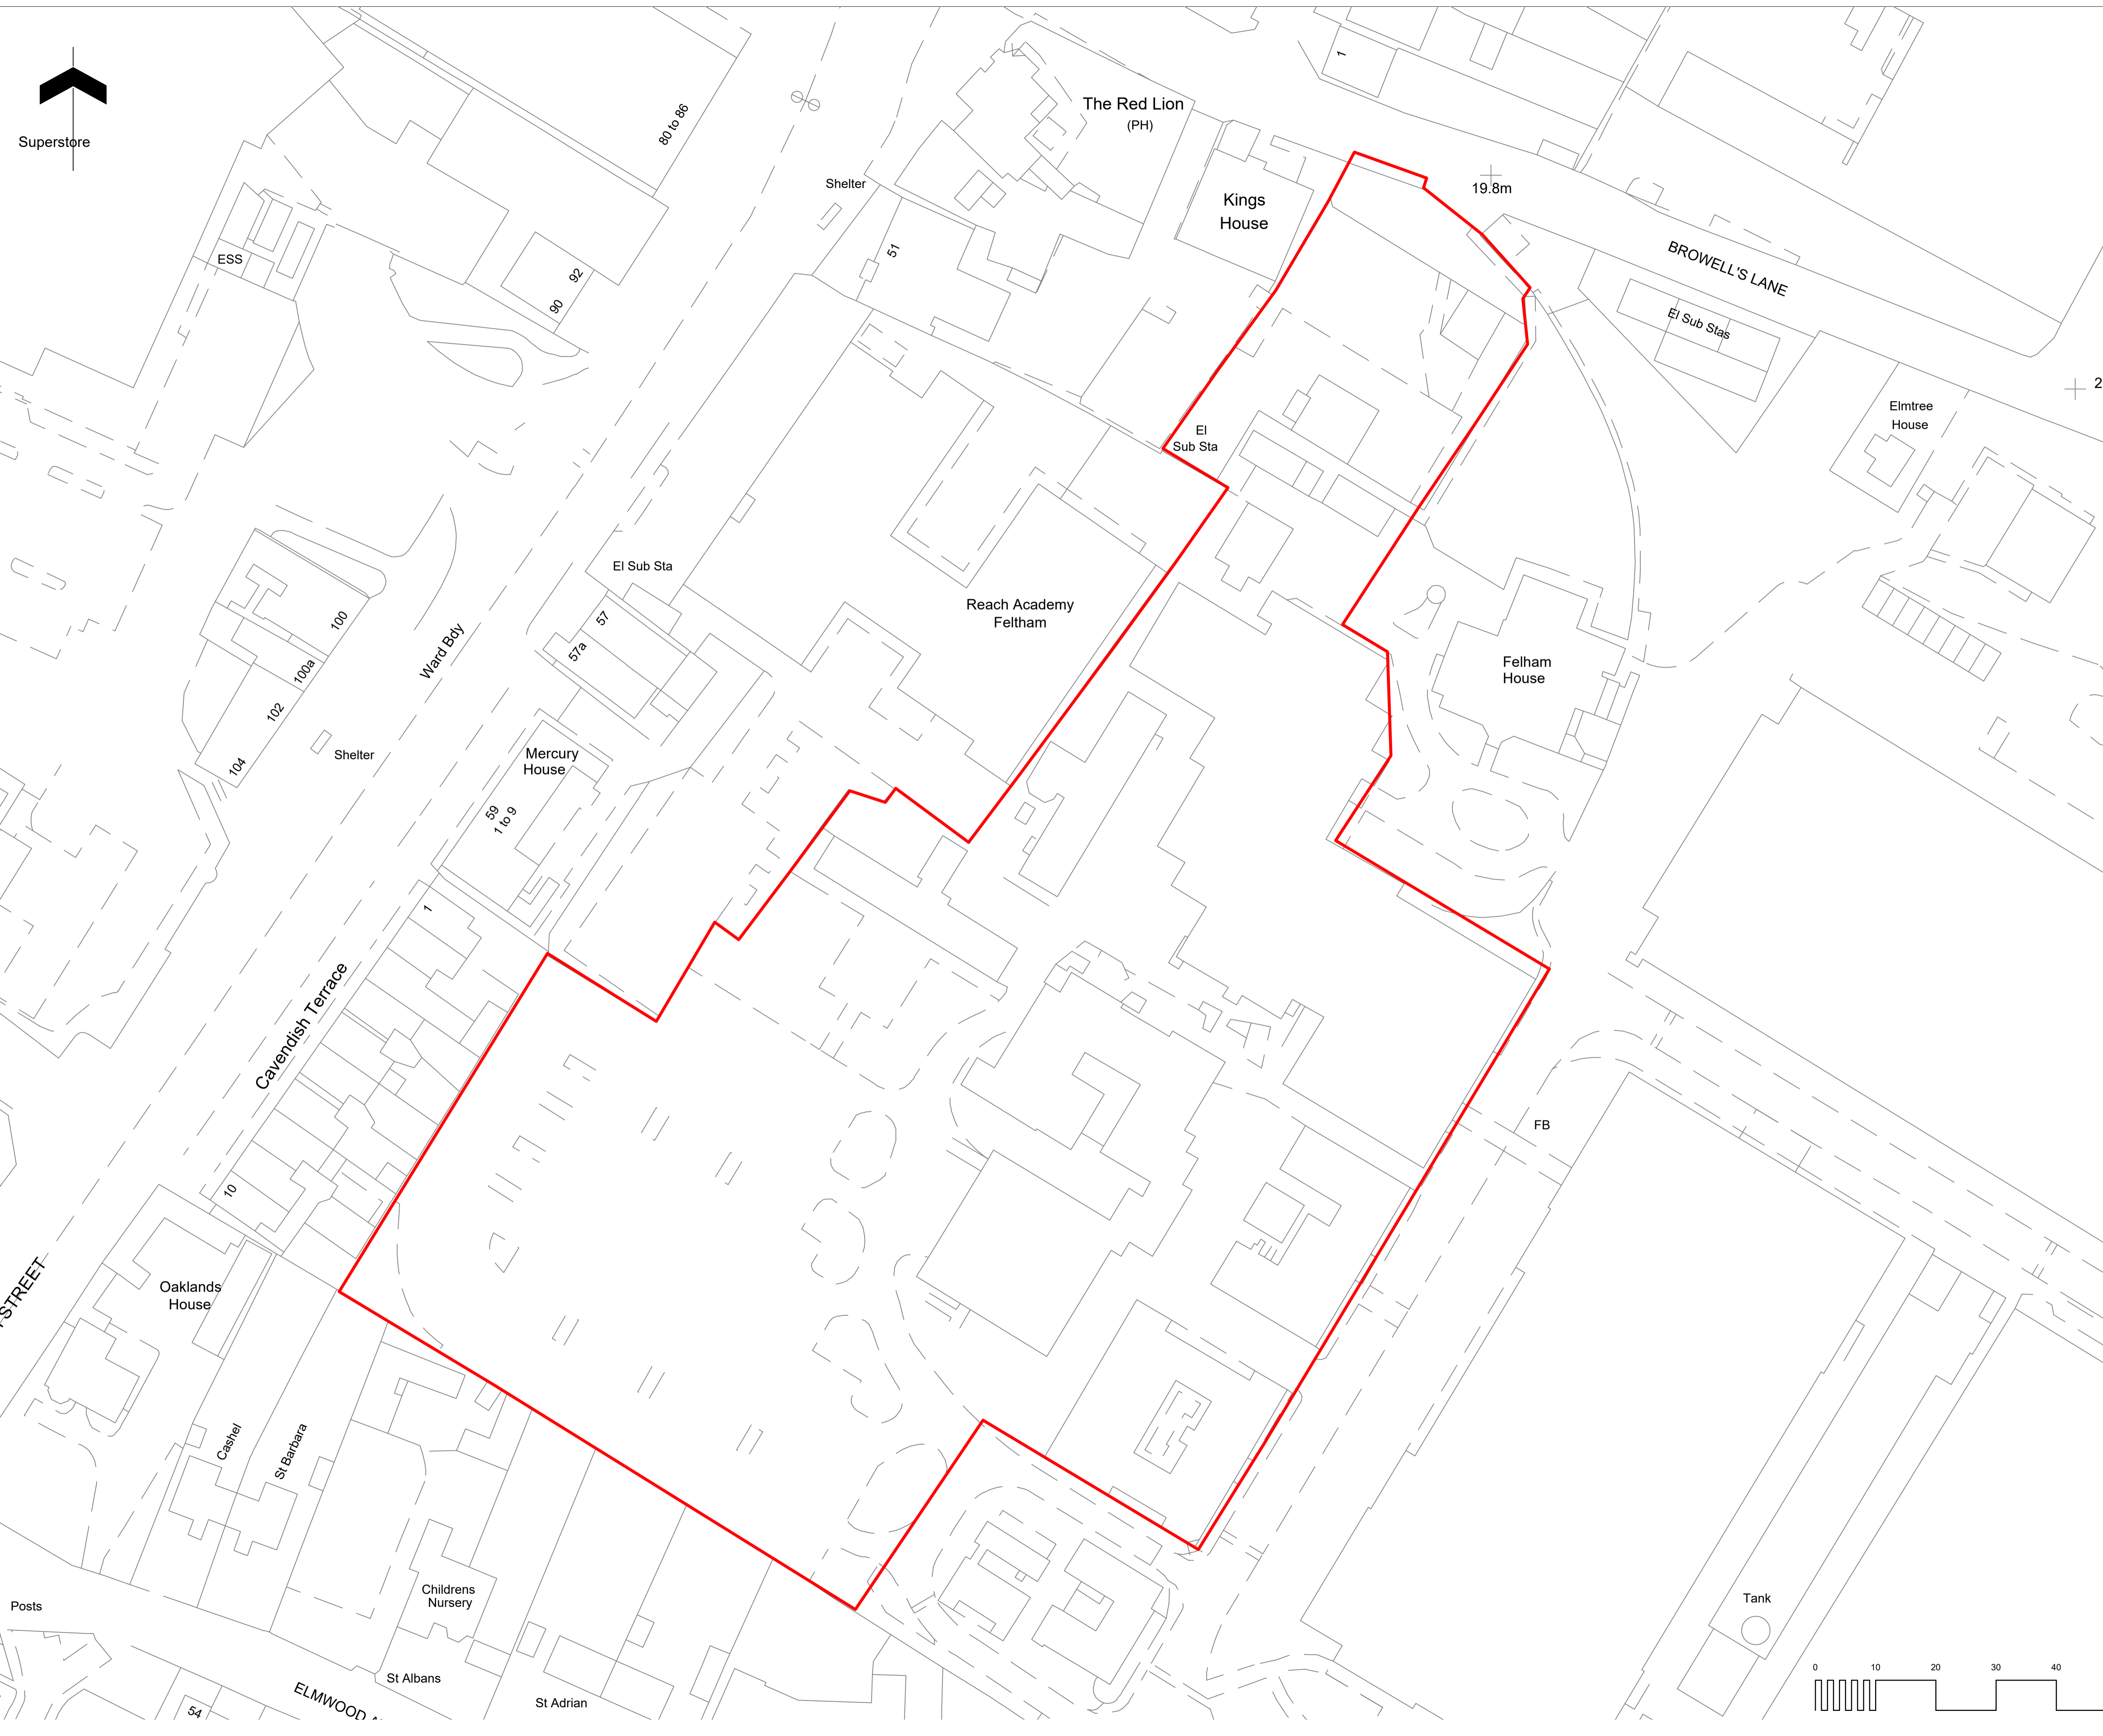 Superstore
80 to 86
The Red Lion
(PH)
1
19.8m
Shelter
Kings
House
51
ESS
92
90
BROWELL'S LANE
El Sub Stas
2
Elmtree
House
El
Sub Sta
El Sub Sta
57
57a
Reach Academy
Feltham
100
100a
102
104
Ward Bdy
Shelter
Felham
House
Mercury
House
59
1 to 9
1
Cavendish Terrace
10
FB
Oaklands
House
STREET
Cashel
St Barbara
Childrens
Nursery
Posts
St Albans
St Adrian
ELMWOOD
54
Tank
0 10 20 30 40